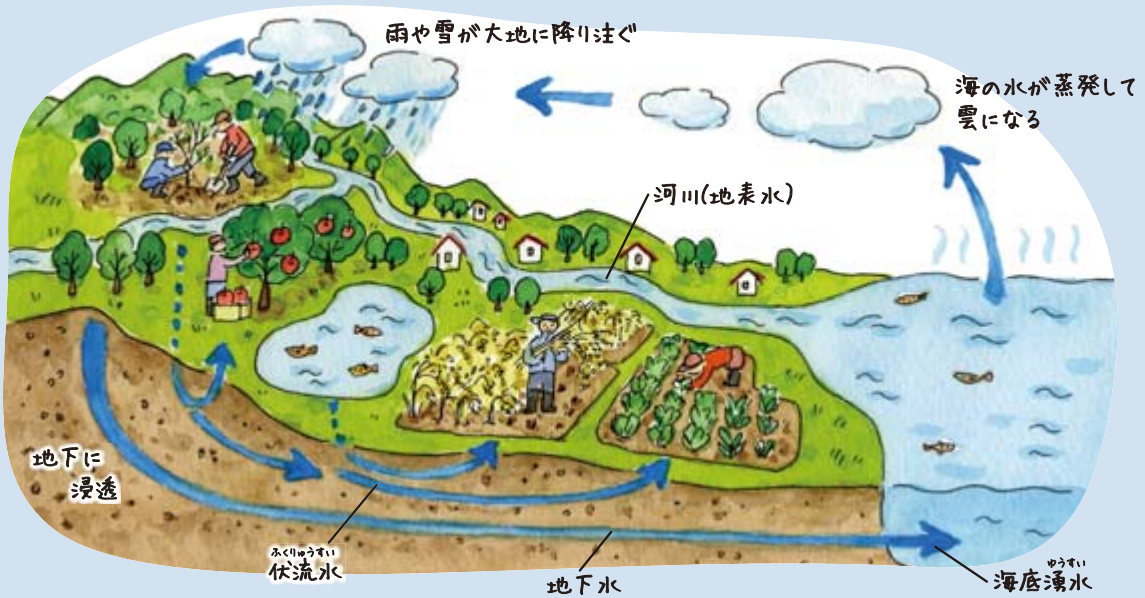 雨や雪が大地に降り注ぐ
海の水が蒸発して
雲になる
河川(地表水)
地下に
浸透
ふくりゅうすい
伏流水
地下水
ゆうすい
海底湧水